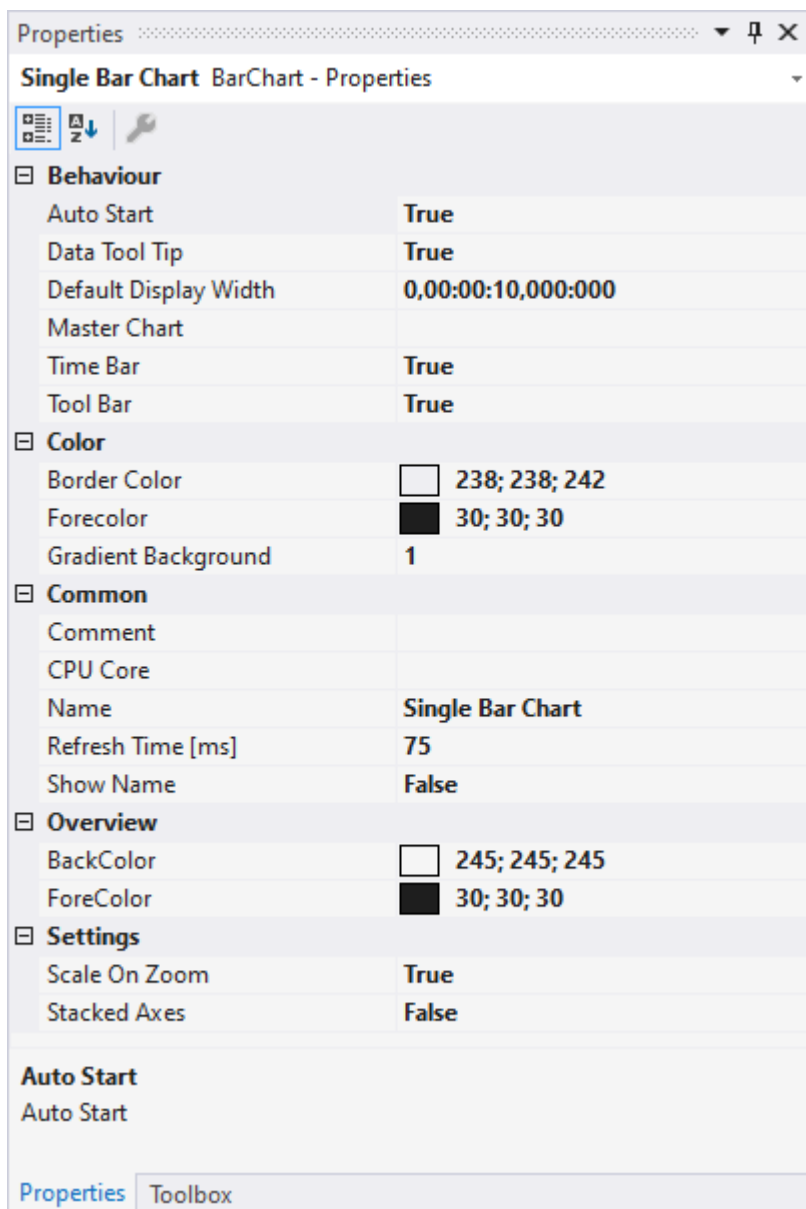 Properties
Single Bar Chart BarChart - Properties
Behaviour
Auto Start True
Data Tool Tip True
Default Display Width 0,00:00:10,000:000
Master Chart
Time Bar True
Tool Bar True
Color
Border Color 238; 238; 242
Forecolor 30; 30; 30
Gradient Background 1
Common
Comment
CPU Core
Name Single Bar Chart
Refresh Time [ms] 75
Show Name False
Overview
BackColor 245; 245; 245
ForeColor 30; 30; 30
Settings
Scale On Zoom True
Stacked Axes False
Auto Start
Auto Start
Properties Toolbox